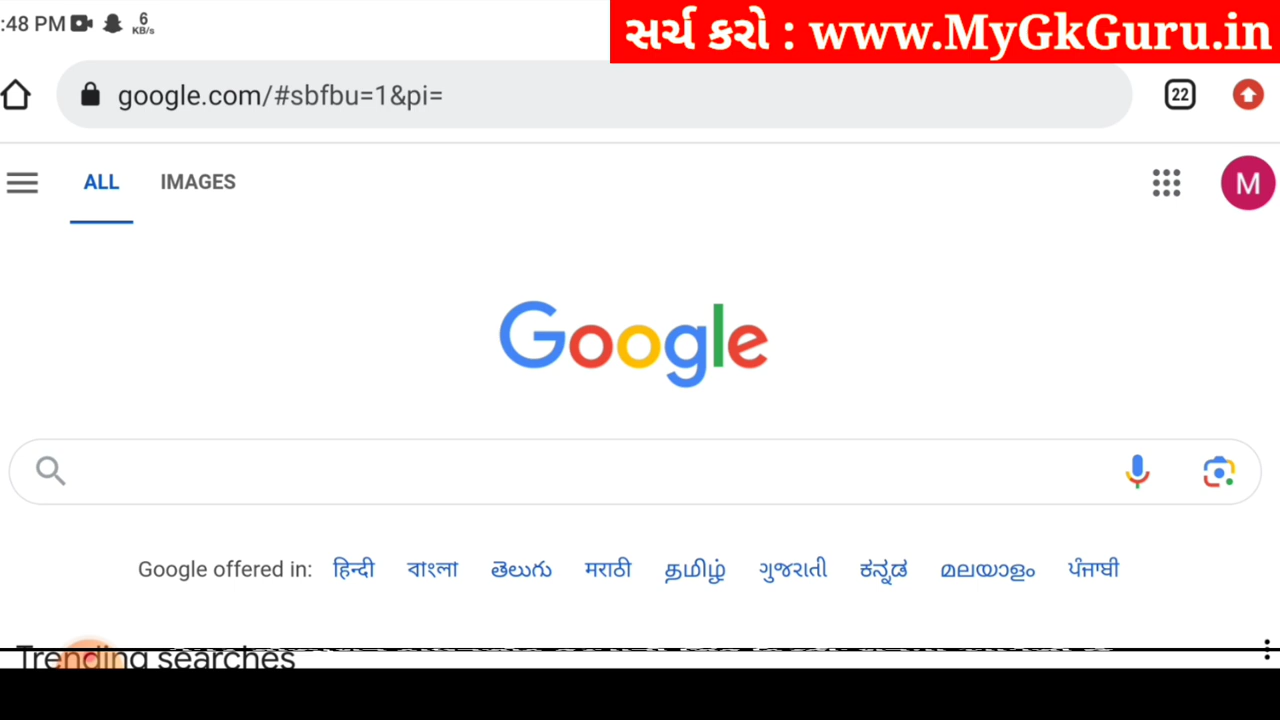 :48 PM 6 KB/s
સર્ચ કરો : www.MyGkGuru.in
google.com/#sbfbu=1&pi=
22
ALL IMAGES
M
Google
Google offered in: हिन्दी বাংলা తెలుగు मराठी தமிழ் ગુજરાતી ಕನ್ನಡ മലയാളം ਪੰਜਾਬੀ
Trending searches